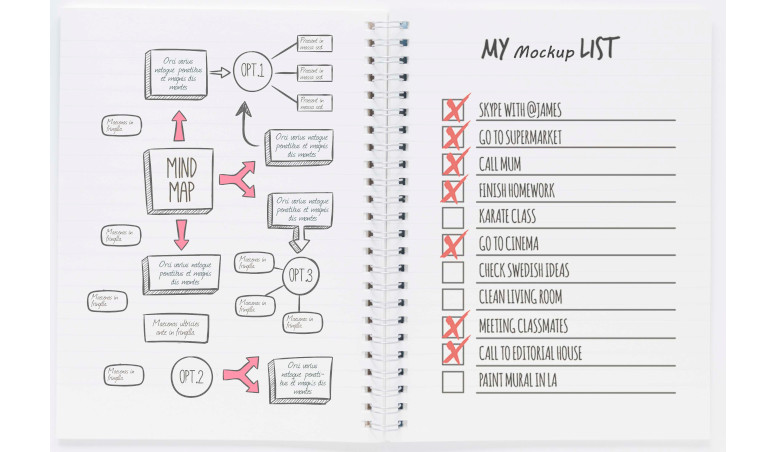 Orci varius
natoque penatitus
et magnis dis
montes
OPT.1
Praesent in
massa sed.
Praesent in
massa sed.
Praesent in
massa sed.
Maecenas in
fringilla.
Orci varius natoque
penatitus et magnis
dis montes
MIND
MAP
Orci varius natoque
penatitus et magnis
dis montes
Maecenas in
fringilla.
Orci varius natoque
penatitus et magnis
dis montes
Maecenas in
fringilla.
OPT.3
Maecenas in
fringilla.
Maecenas in
fringilla.
Maecenas in
fringilla.
Maecenas ultricies
ante in fringilla.
Maecenas in
fringilla.
OPT.2
Orci varius
natoque penati-
tus et magnis dis
montes
MY Mockup LIST
SKYPE WITH @JAMES
GO TO SUPERMARKET
CALL MUM
FINISH HOMEWORK
KARATE CLASS
GO TO CINEMA
CHECK SWEDISH IDEAS
CLEAN LIVING ROOM
MEETING CLASSMATES
CALL TO EDITORIAL HOUSE
PAINT MURAL IN LA